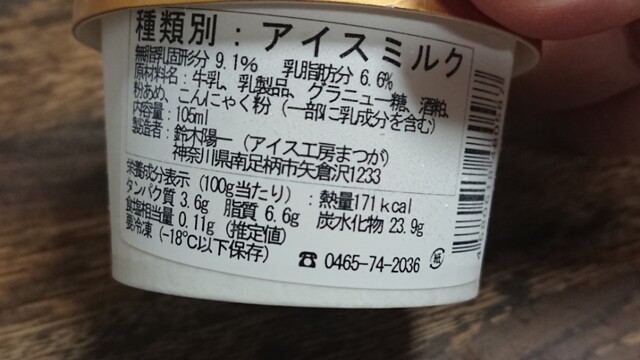 種類別：アイスミルク
無脂乳固形分 9.1%　乳脂肪分 6.6%
原材料名：牛乳、乳製品、グラニュー糖、酒粕、
粉あめ、こんにゃく粉（一部に乳成分を含む）
内容量：105ml
製造者：鈴木陽一（アイス工房まつが）
神奈川県南足柄市矢倉沢1233
栄養成分表示（100g当たり）：熱量171kcal
タンパク質 3.6g　脂質 6.6g　炭水化物 23.9g
食塩相当量 0.11g（推定値）
要冷凍（-18℃以下保存）
☎ 0465-74-2036 紙